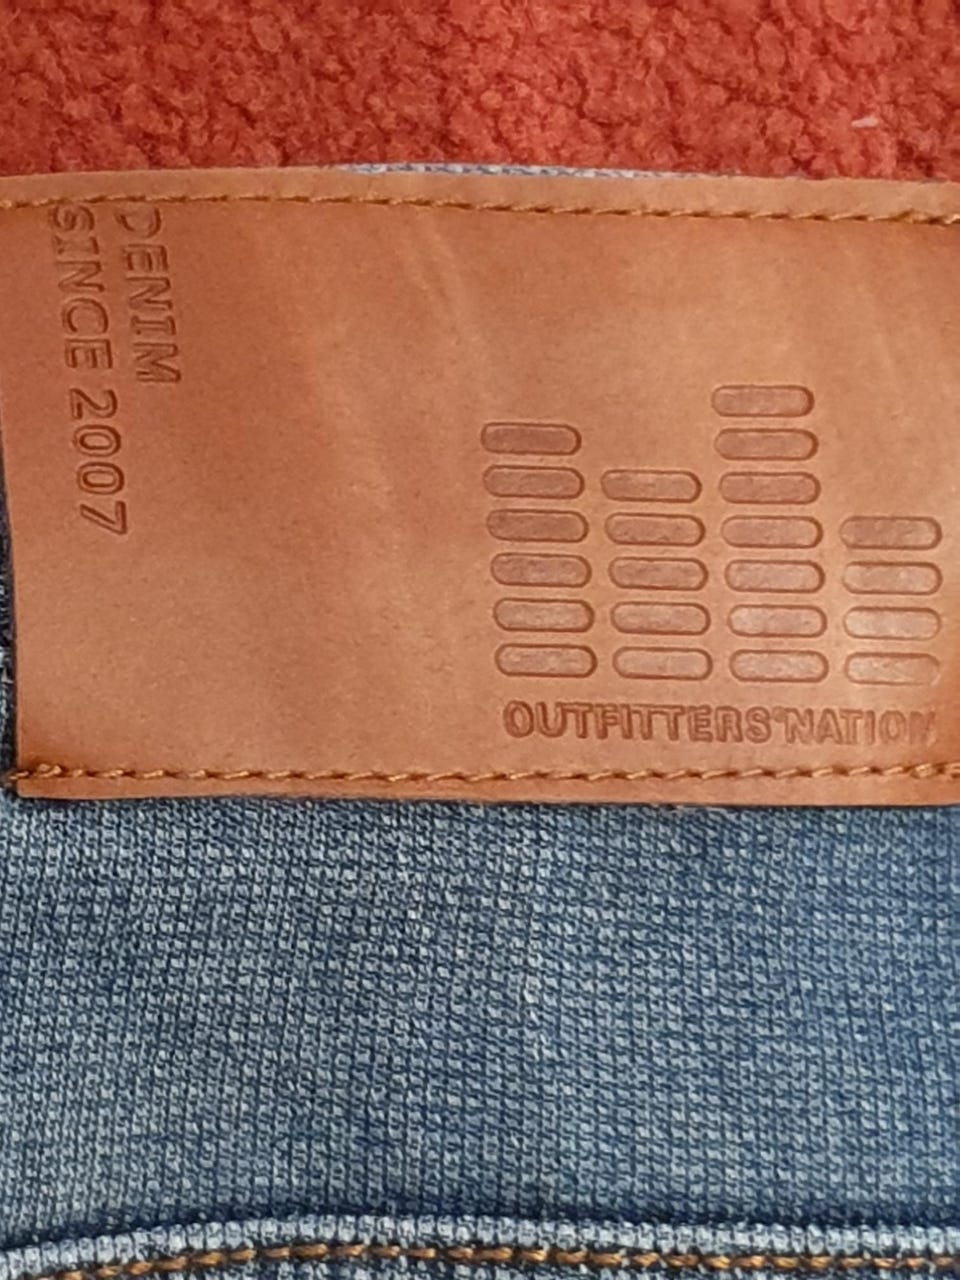 DENIM
SINCE 2007
OUTFITTERS'NATION